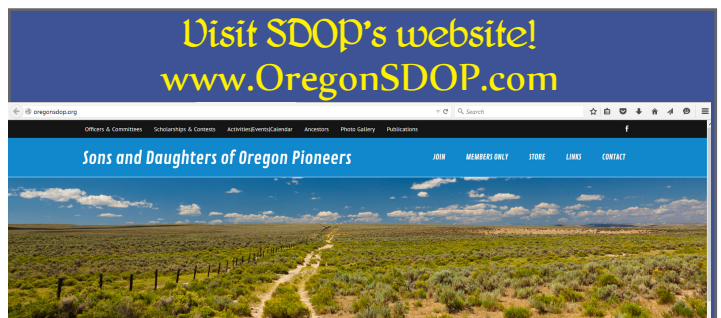 Visit SDOP's website!
www.OregonSDOP.com
oregonsdop.org
Search
Officers & Committees Scholarships & Contests Activities|Events|Calendar Ancestors Photo Gallery Publications
f
Sons and Daughters of Oregon Pioneers JOIN MEMBERS ONLY STORE LINKS CONTACT